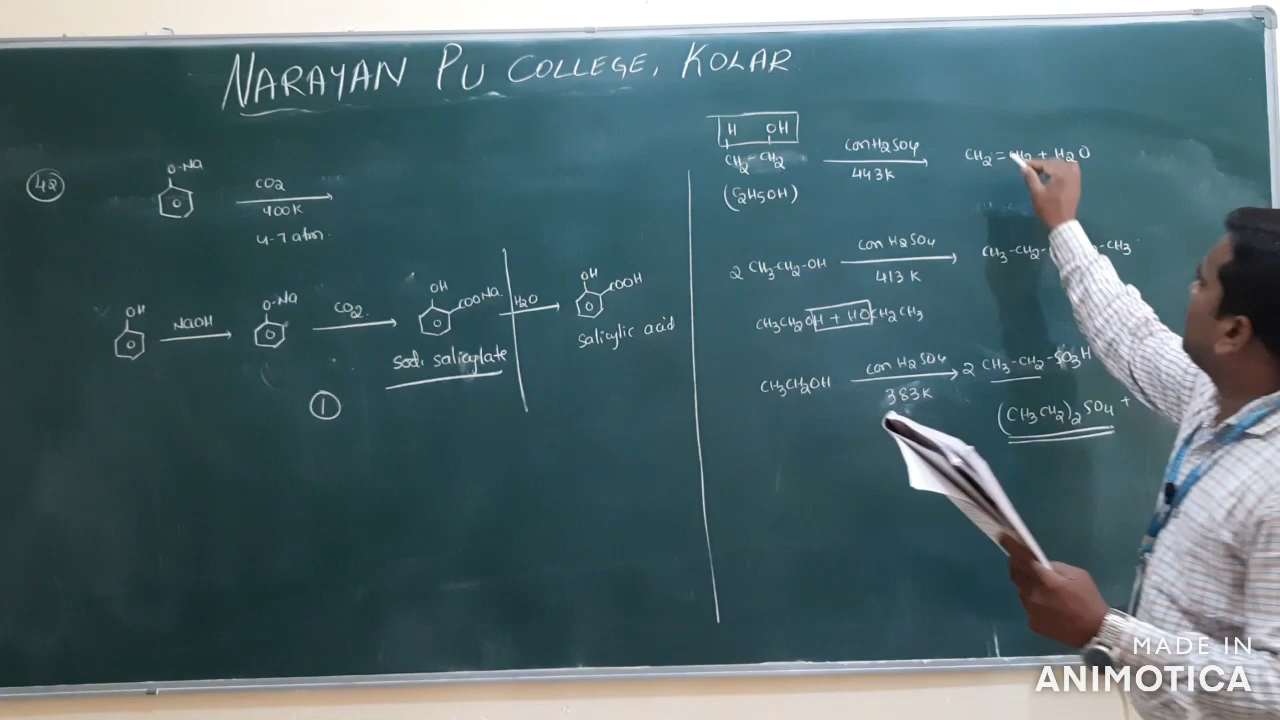 NARAYAN PU COLLEGE, KOLAR
42
O-Na
CO2
400K
4-7 atm
OH
NaOH
O-Na
CO2.
OH
COONa
H2O
OH
COOH
sodi salicylate
salicylic acid
1
H OH
CH2-CH2
(C2H5OH)
con H2SO4
443K
CH2=CH2 + H2O
2 CH3-CH2-OH
con H2SO4
413 K
CH3-CH2- -CH3
CH3CH2OH + HOCH2CH3
CH3CH2OH
con H2SO4
383K
2 CH3-CH2-SO3H
(CH3CH2)2SO4 +
MADE IN
ANIMOTICA